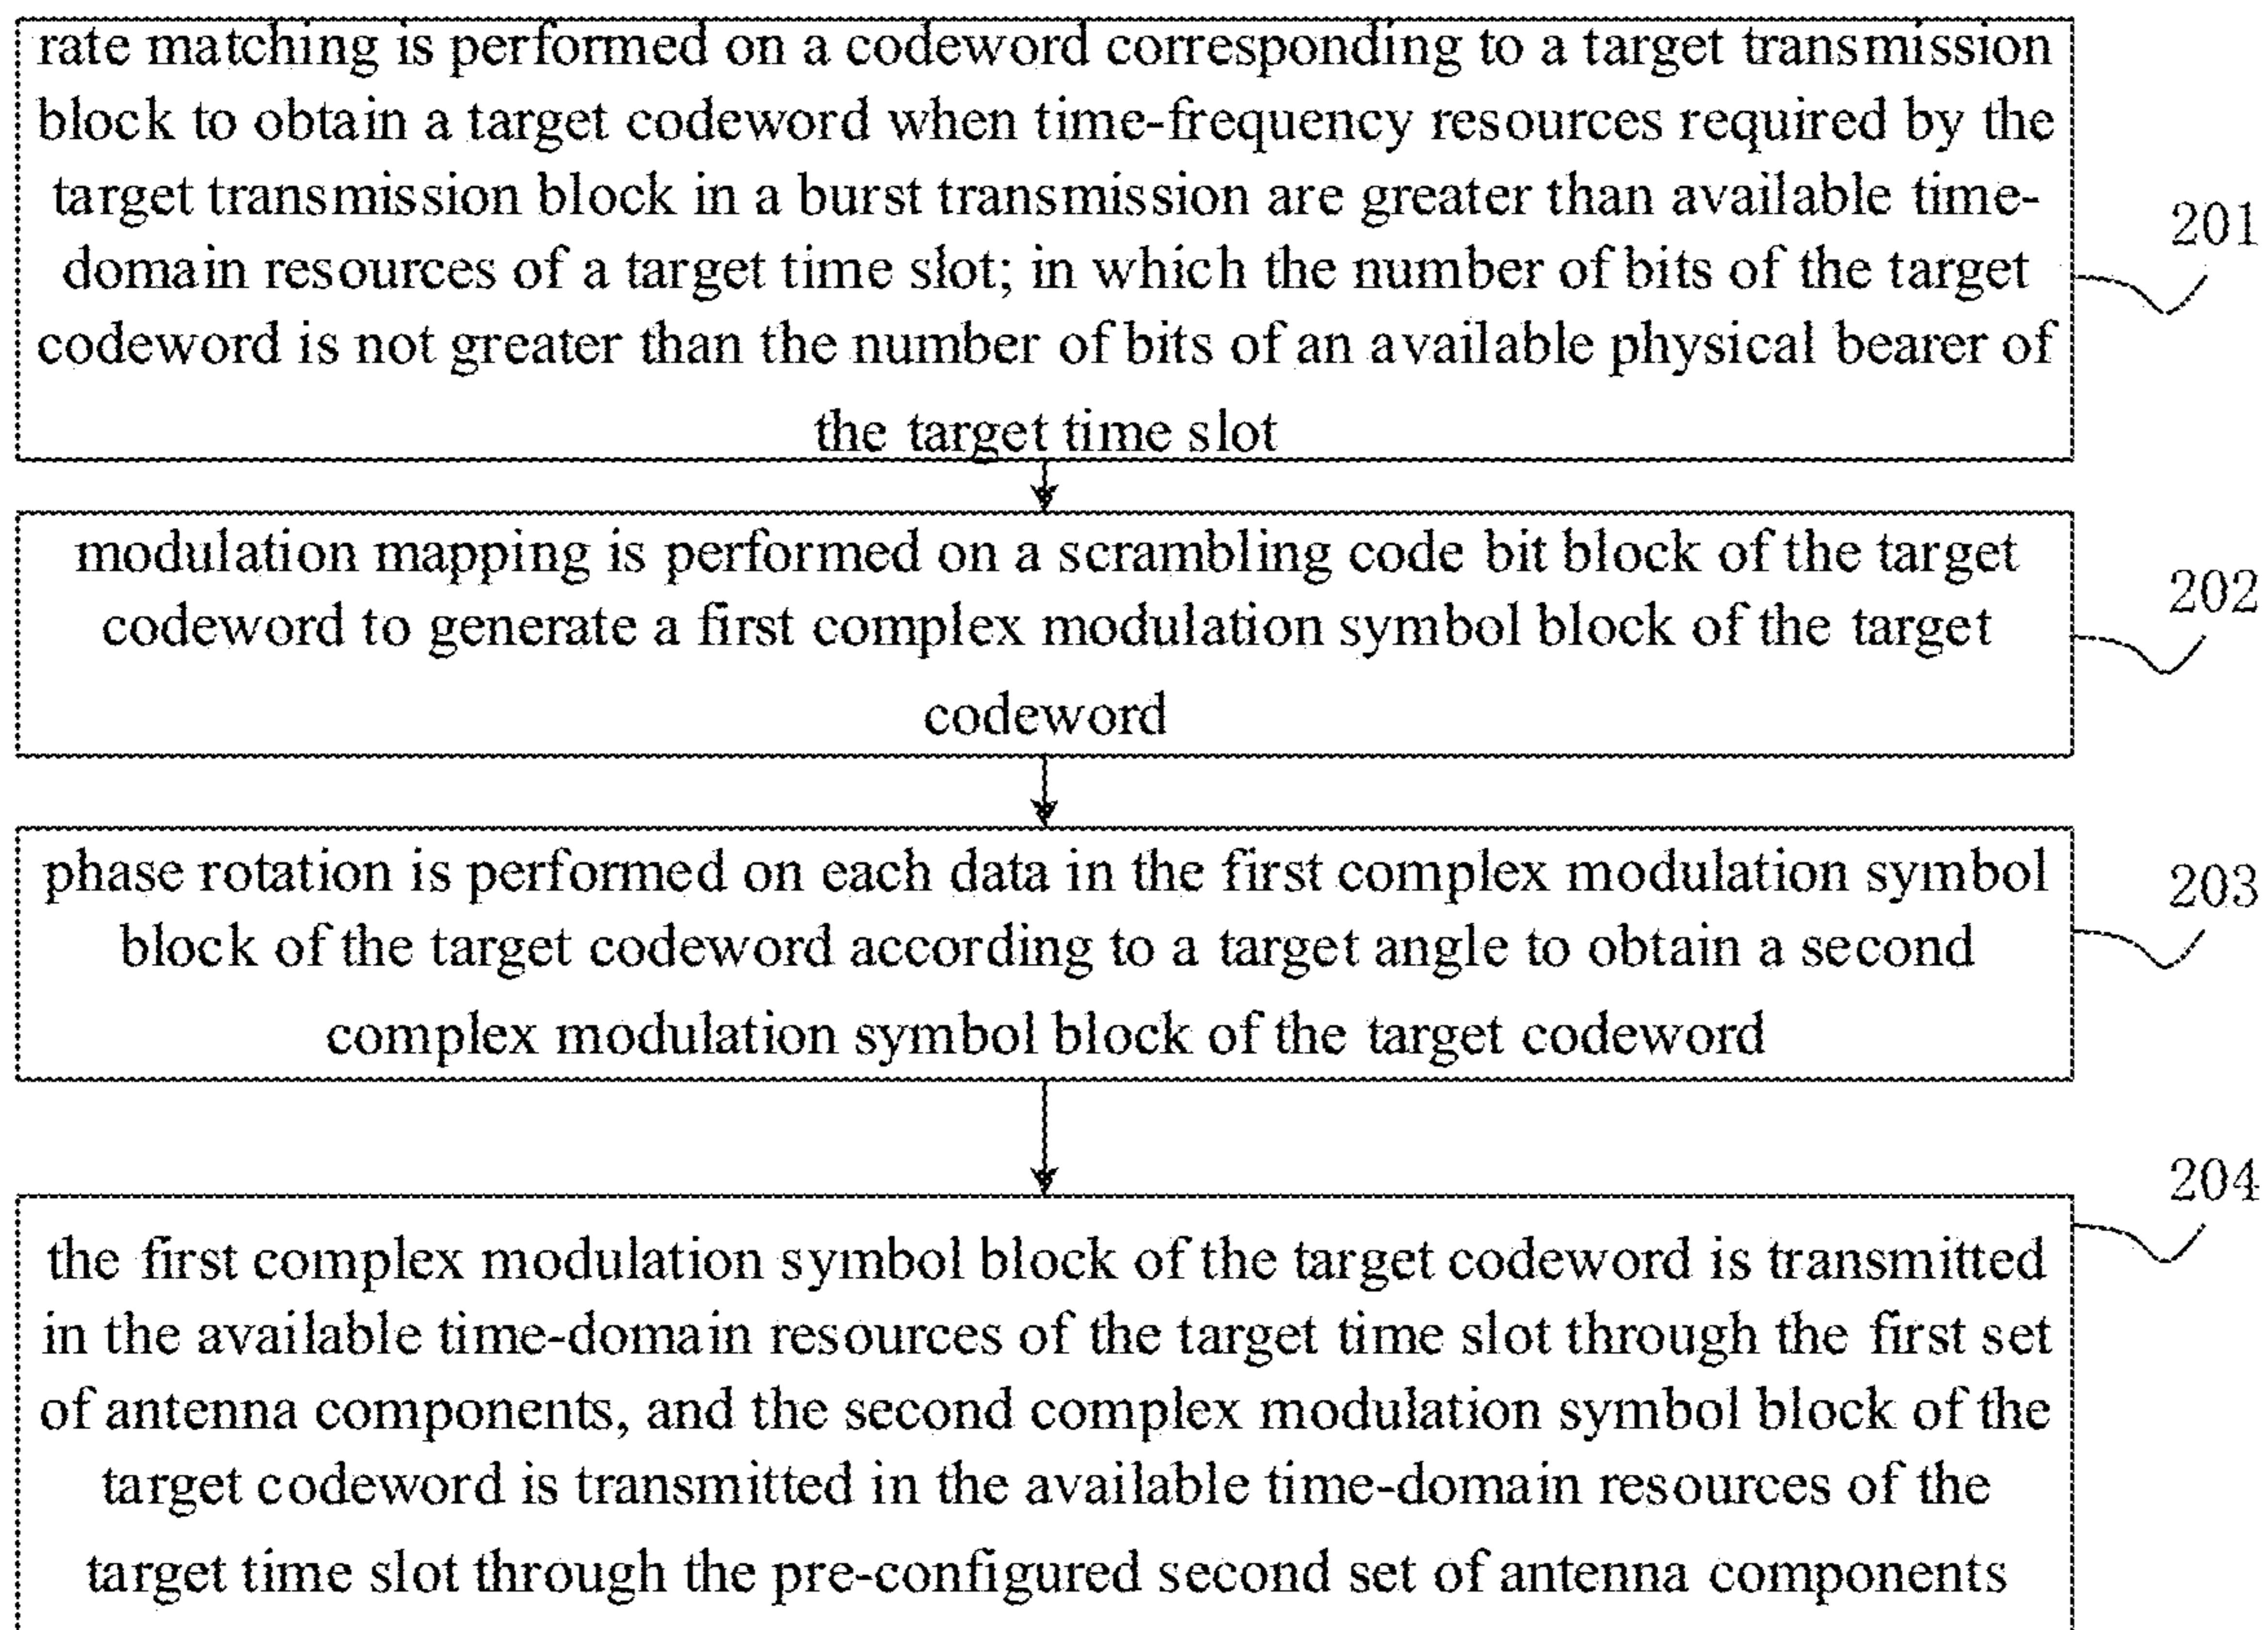 rate matching is performed on a codeword corresponding to a target transmission
block to obtain a target codeword when time-frequency resources required by the
target transmission block in a burst transmission are greater than available time-
domain resources of a target time slot; in which the number of bits of the target
codeword is not greater than the number of bits of an available physical bearer of
the target time slot
201
modulation mapping is performed on a scrambling code bit block of the target
codeword to generate a first complex modulation symbol block of the target
codeword
202
phase rotation is performed on each data in the first complex modulation symbol
block of the target codeword according to a target angle to obtain a second
complex modulation symbol block of the target codeword
203
the first complex modulation symbol block of the target codeword is transmitted
in the available time-domain resources of the target time slot through the first set
of antenna components, and the second complex modulation symbol block of the
target codeword is transmitted in the available time-domain resources of the
target time slot through the pre-configured second set of antenna components
204